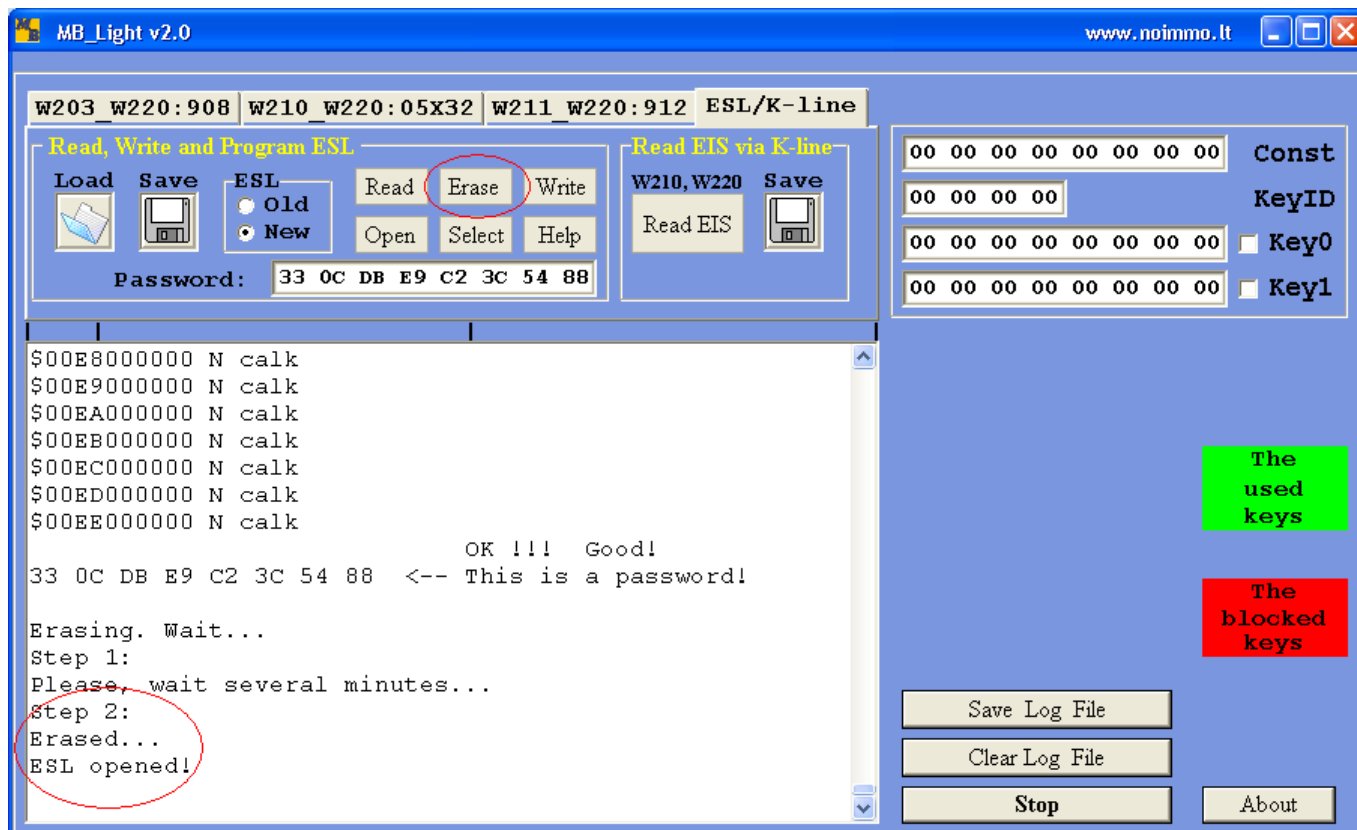 MB_Light v2.0 www.noimmo.lt
W203_W220:908 W210_W220:05X32 W211_W220:912 ESL/K-line
Read, Write and Program ESL
Load Save ESL
Old
New
Read Erase Write
Open Select Help
Password: 33 0C DB E9 C2 3C 54 88
Read EIS via K-line
W210, W220 Save
Read EIS
00 00 00 00 00 00 00 00 Const
00 00 00 00 KeyID
00 00 00 00 00 00 00 00 Key0
00 00 00 00 00 00 00 00 Key1
$00E8000000 N calk
$00E9000000 N calk
$00EA000000 N calk
$00EB000000 N calk
$00EC000000 N calk
$00ED000000 N calk
$00EE000000 N calk
OK !!! Good!
33 0C DB E9 C2 3C 54 88 <-- This is a password!
Erasing. Wait...
Step 1:
Please, wait several minutes...
Step 2:
Erased...
ESL opened!
The
used
keys
The
blocked
keys
Save Log File
Clear Log File
Stop
About